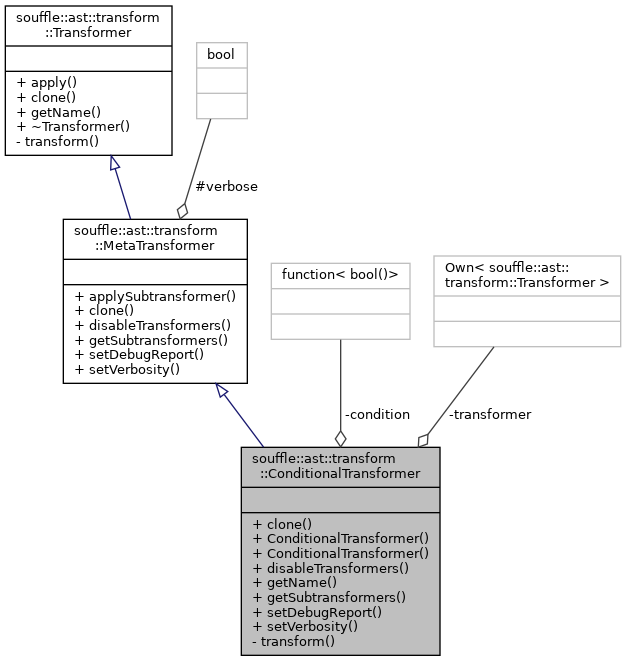 souffle::ast::transform
::Transformer
+ apply()
+ clone()
+ getName()
+ ~Transformer()
- transform()
bool
#verbose
souffle::ast::transform
::MetaTransformer
+ applySubtransformer()
+ clone()
+ disableTransformers()
+ getSubtransformers()
+ setDebugReport()
+ setVerbosity()
function< bool()>
Own< souffle::ast::
transform::Transformer >
-condition
-transformer
souffle::ast::transform
::ConditionalTransformer
+ clone()
+ ConditionalTransformer()
+ ConditionalTransformer()
+ disableTransformers()
+ getName()
+ getSubtransformers()
+ setDebugReport()
+ setVerbosity()
- transform()